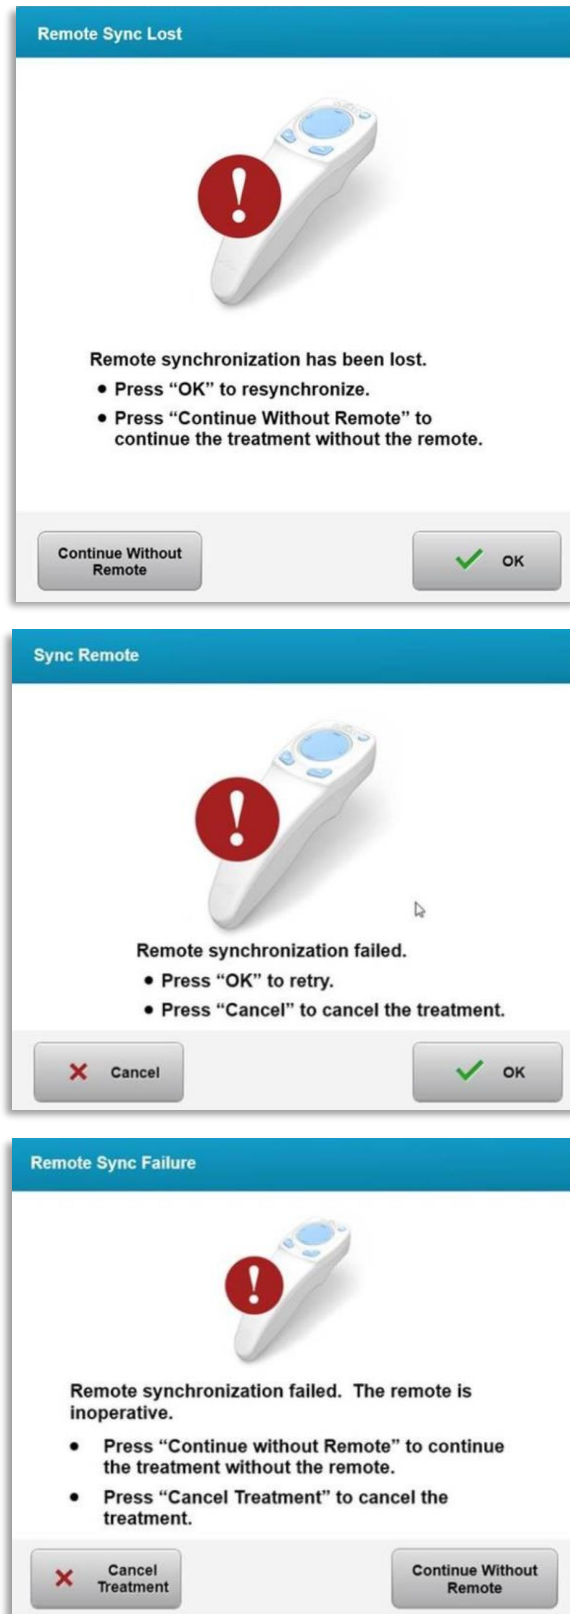 Remote Sync Lost
Remote synchronization has been lost.
• Press “OK” to resynchronize.
• Press “Continue Without Remote” to
continue the treatment without the remote.
Continue Without
Remote
OK
Sync Remote
Remote synchronization failed.
• Press “OK” to retry.
• Press “Cancel” to cancel the treatment.
Cancel
OK
Remote Sync Failure
Remote synchronization failed.  The remote is
inoperative.
• Press “Continue without Remote” to continue
the treatment without the remote.
• Press “Cancel Treatment” to cancel the
treatment.
Cancel
Treatment
Continue Without
Remote